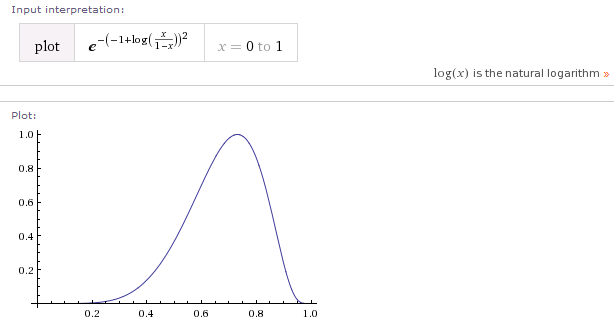 Input interpretation:
plot e^-(-1+log(x/(1-x)))^2 x = 0 to 1
log(x) is the natural logarithm »
Plot:
1.0
0.8
0.6
0.4
0.2
0.2 0.4 0.6 0.8 1.0